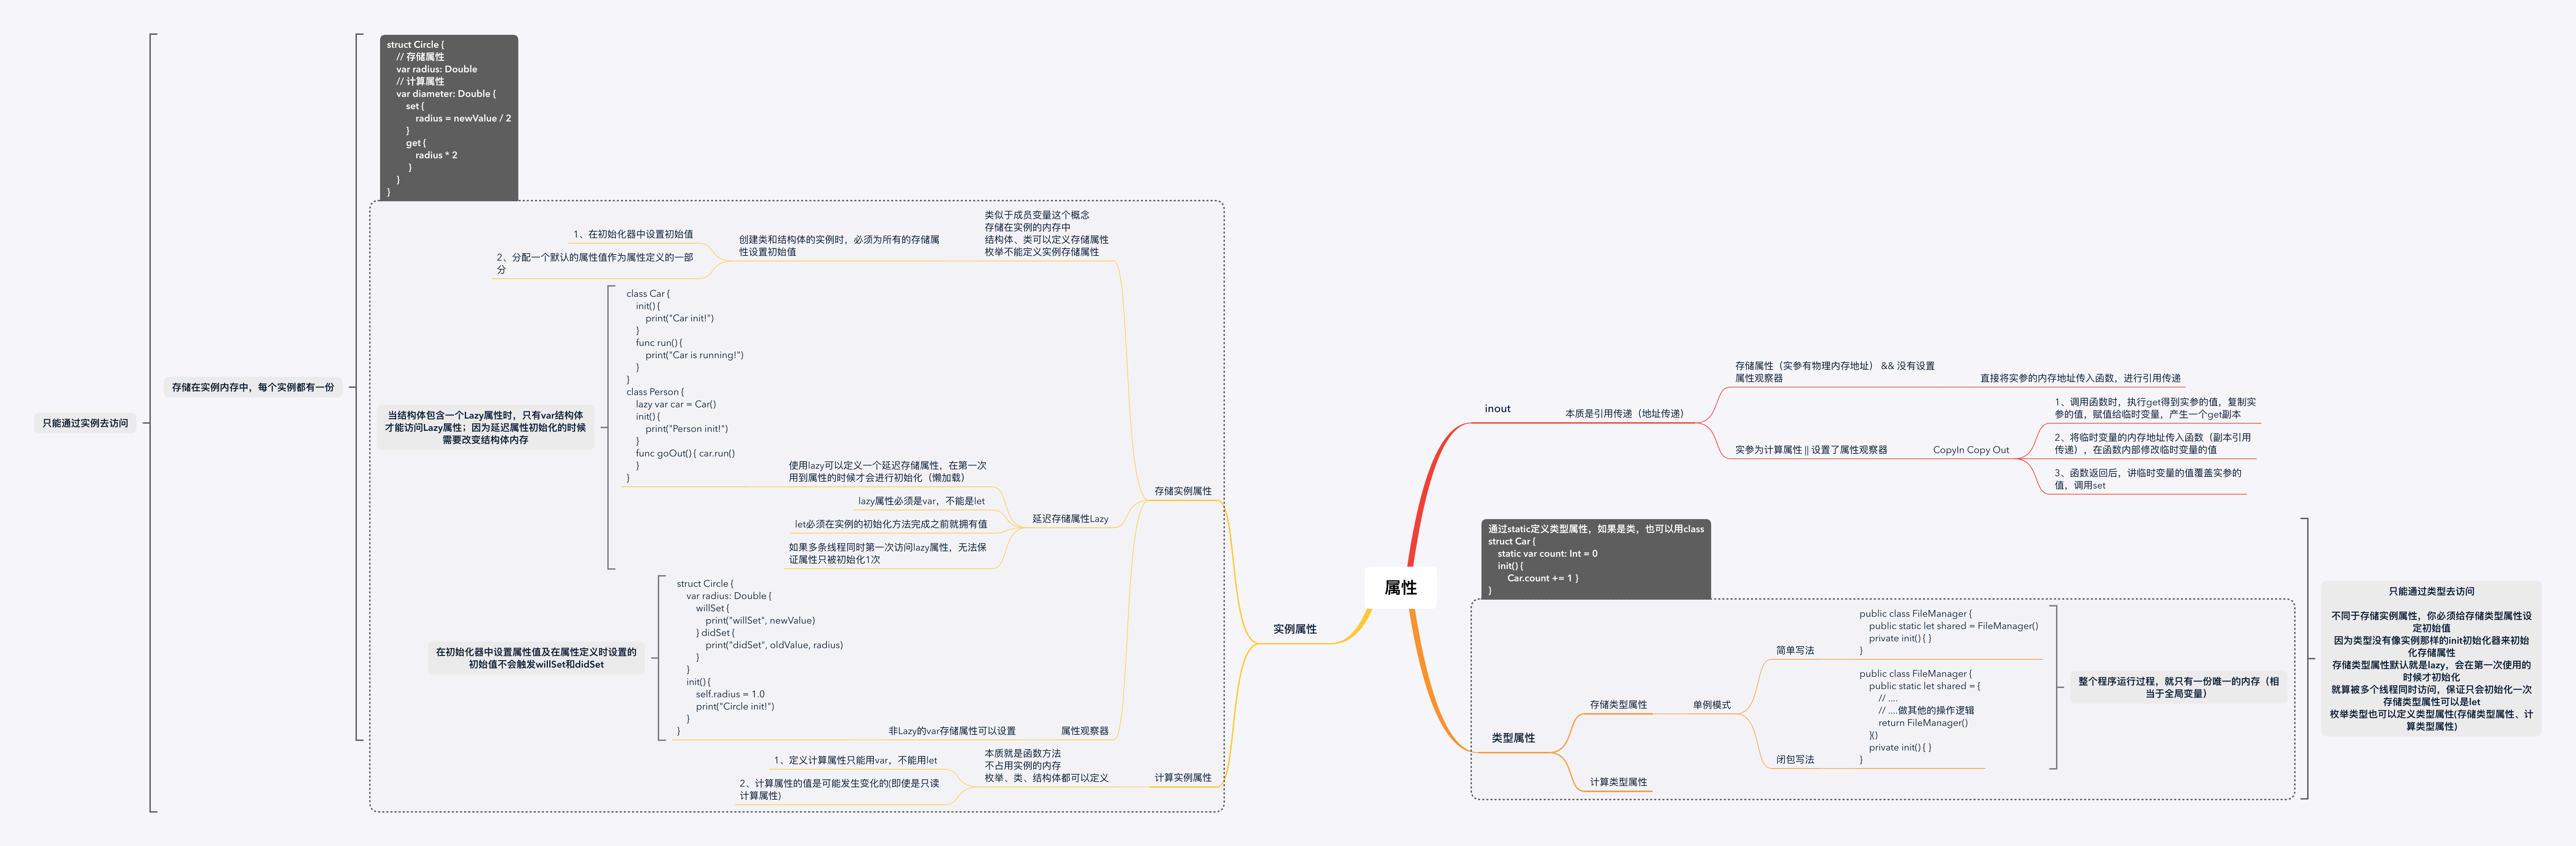 属性
inout
本质是引用传递（地址传递）
存储属性（实参有物理内存地址） && 没有设置
属性观察器
直接将实参的内存地址传入函数，进行引用传递
实参为计算属性 || 设置了属性观察器
CopyIn Copy Out
1、调用函数时，执行get得到实参的值，复制实
参的值，赋值给临时变量，产生一个get副本
2、将临时变量的内存地址传入函数（副本引用
传递），在函数内部修改临时变量的值
3、函数返回后，讲临时变量的值覆盖实参的
值，调用set
通过static定义类型属性，如果是类，也可以用class
struct Car {
static var count: Int = 0
init() {
Car.count += 1 }
}
类型属性
存储类型属性
单例模式
简单写法
public class FileManager {
public static let shared = FileManager()
private init() { }
}
闭包写法
public class FileManager {
public static let shared = {
// ....
// ....做其他的操作逻辑
return FileManager()
}()
private init() { }
}
计算类型属性
整个程序运行过程，就只有一份唯一的内存（相
当于全局变量）
只能通过类型去访问
不同于存储实例属性，你必须给存储类型属性设
定初始值
因为类型没有像实例那样的init初始化器来初始
化存储属性
存储类型属性默认就是lazy，会在第一次使用的
时候才初始化
就算被多个线程同时访问，保证只会初始化一次
存储类型属性可以是let
枚举类型也可以定义类型属性(存储类型属性、计
算类型属性)
实例属性
存储实例属性
类似于成员变量这个概念
存储在实例的内存中
结构体、类可以定义存储属性
枚举不能定义实例存储属性
创建类和结构体的实例时，必须为所有的存储属
性设置初始值
1、在初始化器中设置初始值
2、分配一个默认的属性值作为属性定义的一部
分
延迟存储属性Lazy
使用lazy可以定义一个延迟存储属性，在第一次
用到属性的时候才会进行初始化（懒加载）
class Car {
init() {
print("Car init!")
}
func run() {
print("Car is running!")
}
}
class Person {
lazy var car = Car()
init() {
print("Person init!")
}
func goOut() { car.run()
}
}
lazy属性必须是var，不能是let
let必须在实例的初始化方法完成之前就拥有值
如果多条线程同时第一次访问lazy属性，无法保
证属性只被初始化1次
当结构体包含一个Lazy属性时，只有var结构体
才能访问Lazy属性；因为延迟属性初始化的时候
需要改变结构体内存
属性观察器
非Lazy的var存储属性可以设置
struct Circle {
var radius: Double {
willSet {
print("willSet", newValue)
} didSet {
print("didSet", oldValue, radius)
}
}
init() {
self.radius = 1.0
print("Circle init!")
}
}
在初始化器中设置属性值及在属性定义时设置的
初始值不会触发willSet和didSet
计算实例属性
本质就是函数方法
不占用实例的内存
枚举、类、结构体都可以定义
1、定义计算属性只能用var，不能用let
2、计算属性的值是可能发生变化的(即使是只读
计算属性)
struct Circle {
// 存储属性
var radius: Double
// 计算属性
var diameter: Double {
set {
radius = newValue / 2
}
get {
radius * 2
}
}
}
存储在实例内存中，每个实例都有一份
只能通过实例去访问